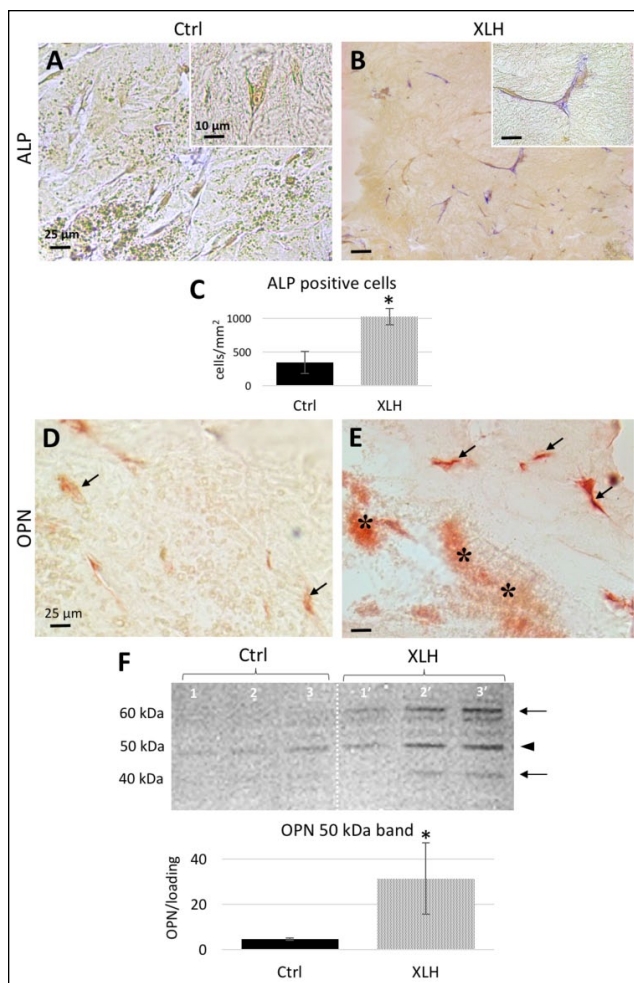 Ctrl XLH
A
B
10 µm
ALP
25 µm
C
ALP positive cells
*
1000
500
0
cells/mm²
Ctrl XLH
D
E
*
*
*
OPN
25 µm
F
Ctrl XLH
1 2 3 1' 2' 3'
60 kDa
50 kDa
40 kDa
OPN 50 kDa band
*
40
20
0
OPN/loading
Ctrl XLH